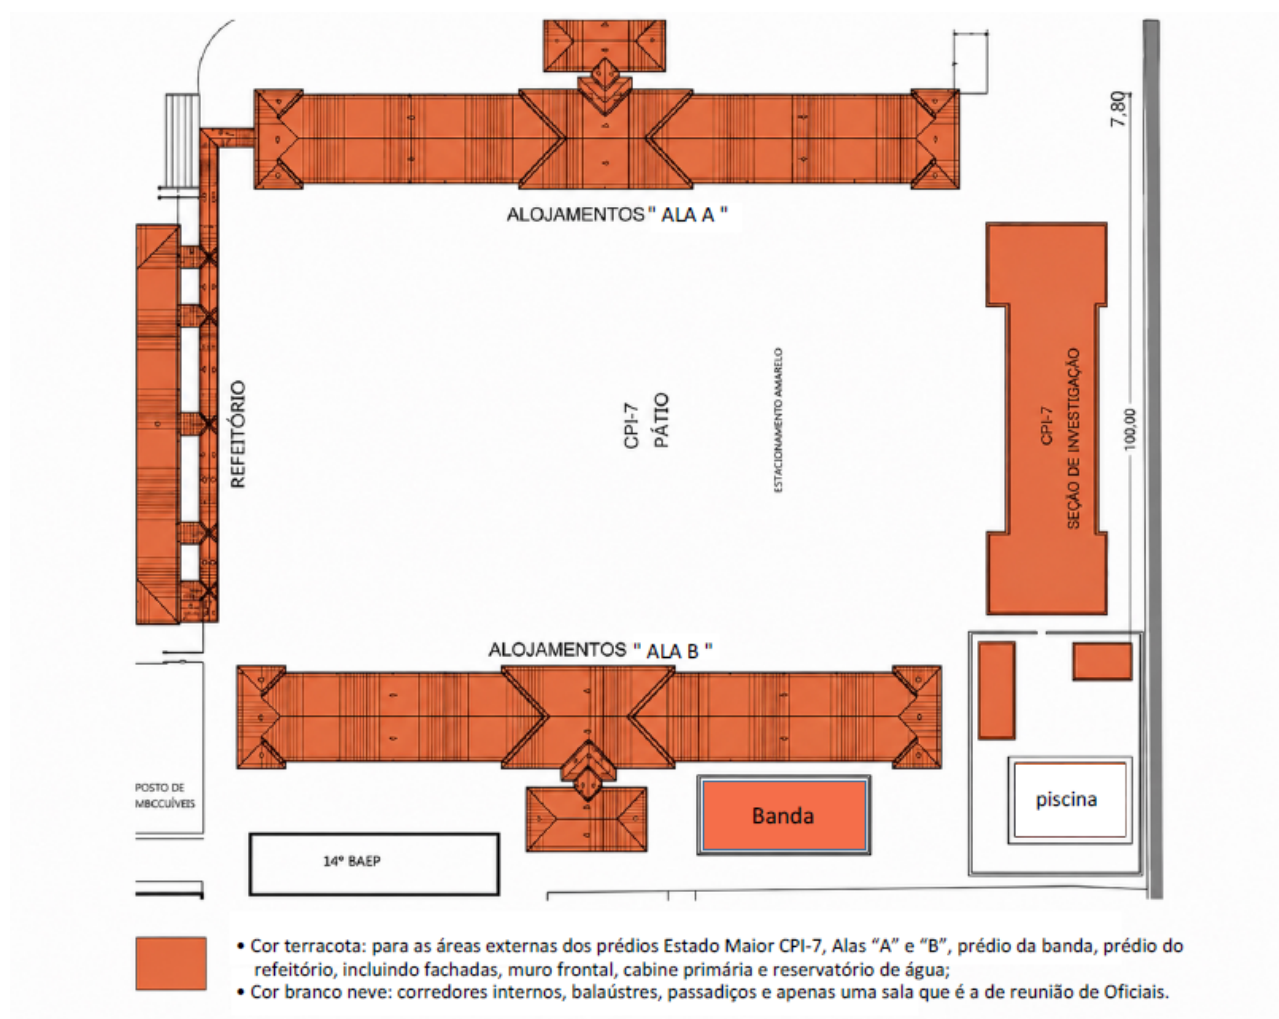 7,80
ALOJAMENTOS " ALA A "
REFEITÓRIO
CPI-7
PÁTIO
ESTACIONAMENTO AMARELO
CPI-7
SEÇÃO DE INVESTIGAÇÃO
100,00
ALOJAMENTOS " ALA B "
POSTO DE
MBCCUÍVEIS
14º BAEP
Banda
piscina
• Cor terracota: para as áreas externas dos prédios Estado Maior CPI-7, Alas “A” e “B”, prédio da banda, prédio do
refeitório, incluindo fachadas, muro frontal, cabine primária e reservatório de água;
• Cor branco neve: corredores internos, balaústres, passadiços e apenas uma sala que é a de reunião de Oficiais.